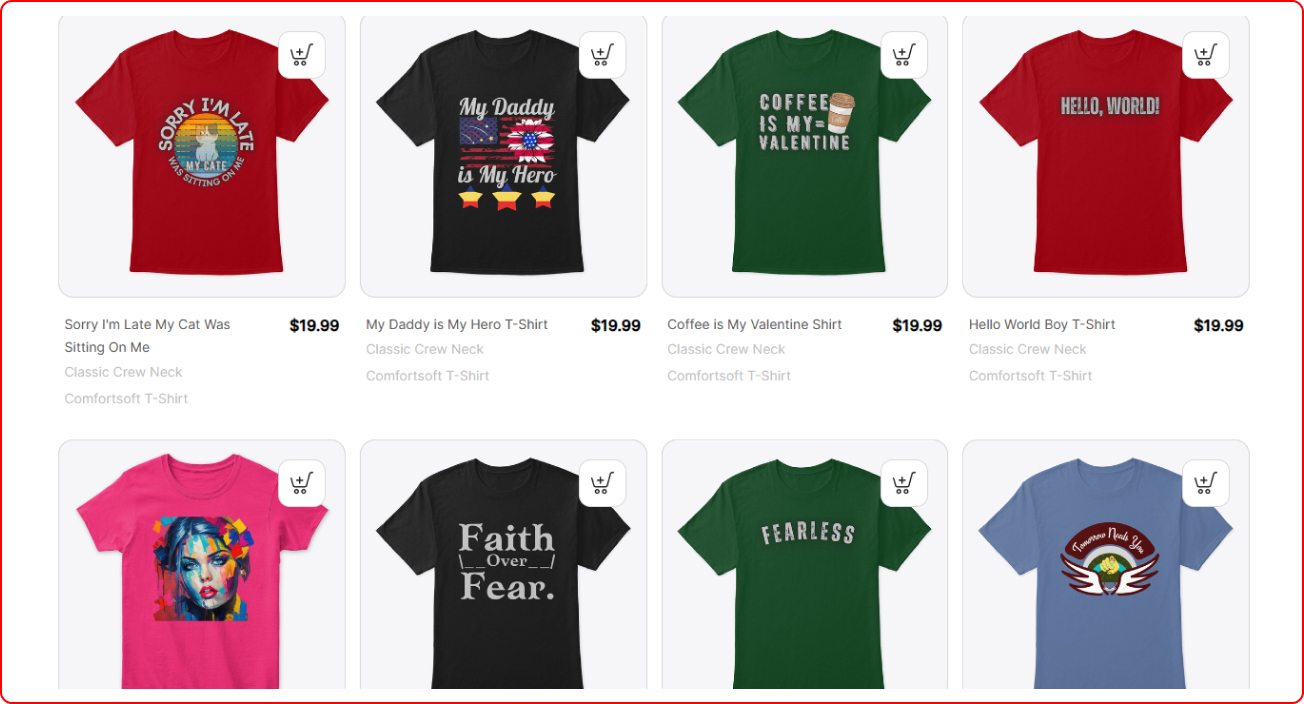 SORRY I'M LATE
MY CATE
WAS SITTING ON ME
My Daddy
is My Hero
COFFEE
IS MY=
VALENTINE
HELLO, WORLD!
Sorry I'm Late My Cat Was
Sitting On Me
$19.99
Classic Crew Neck
Comfortsoft T-Shirt
My Daddy is My Hero T-Shirt
$19.99
Classic Crew Neck
Comfortsoft T-Shirt
Coffee is My Valentine Shirt
$19.99
Classic Crew Neck
Comfortsoft T-Shirt
Hello World Boy T-Shirt
$19.99
Classic Crew Neck
Comfortsoft T-Shirt
Faith
\__Over__/
Fear.
FEARLESS
Tomorrow Needs You